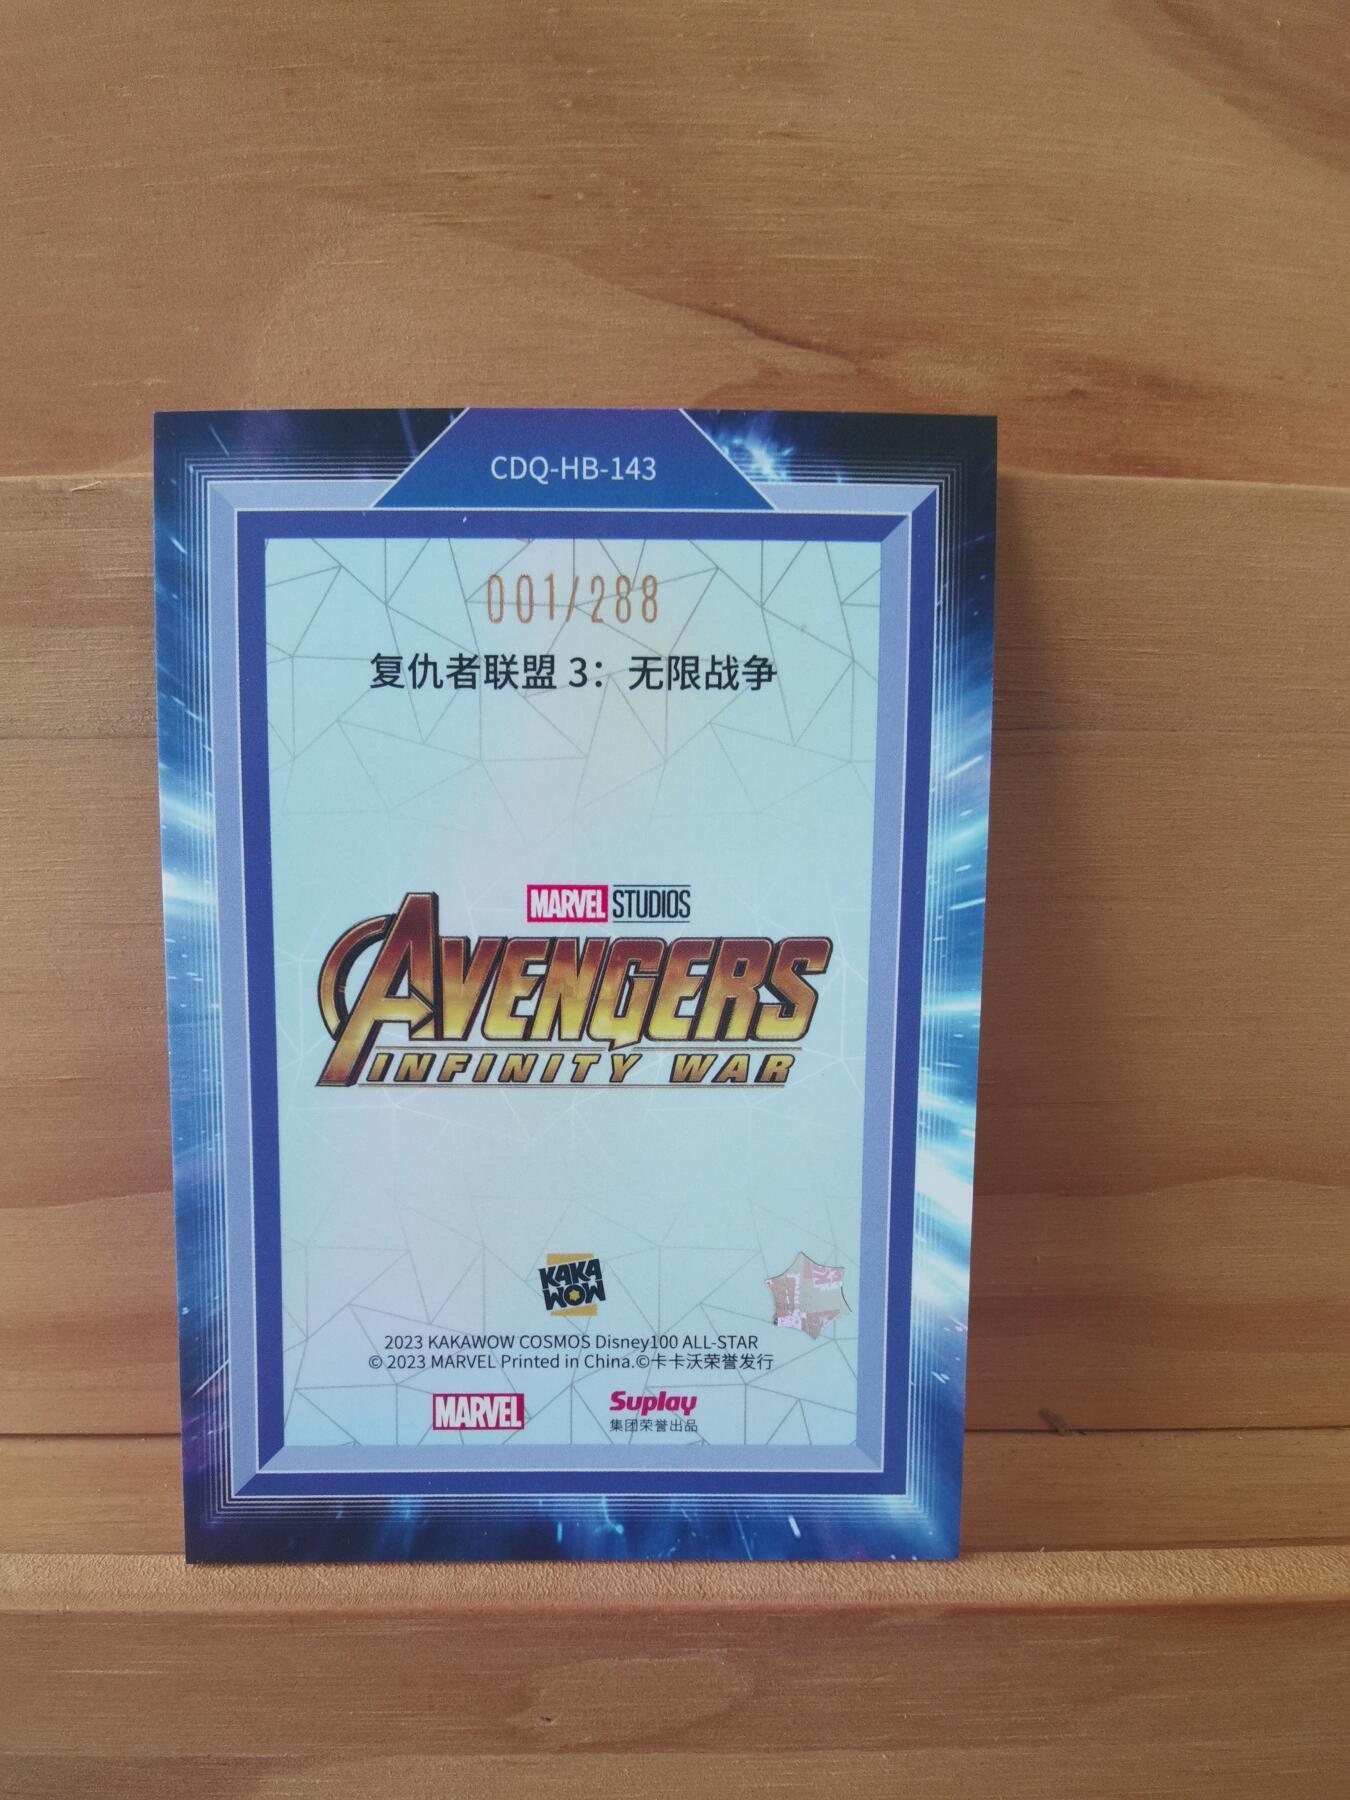 CDQ-HB-143
001/288
复仇者联盟 3：无限战争
MARVEL STUDIOS
AVENGERS
INFINITY WAR
KAKA
WOW
2023 KAKAWOW COSMOS Disney100 ALL-STAR
© 2023 MARVEL Printed in China.©卡卡沃荣誉发行
MARVEL
Suplay
集团荣誉出品